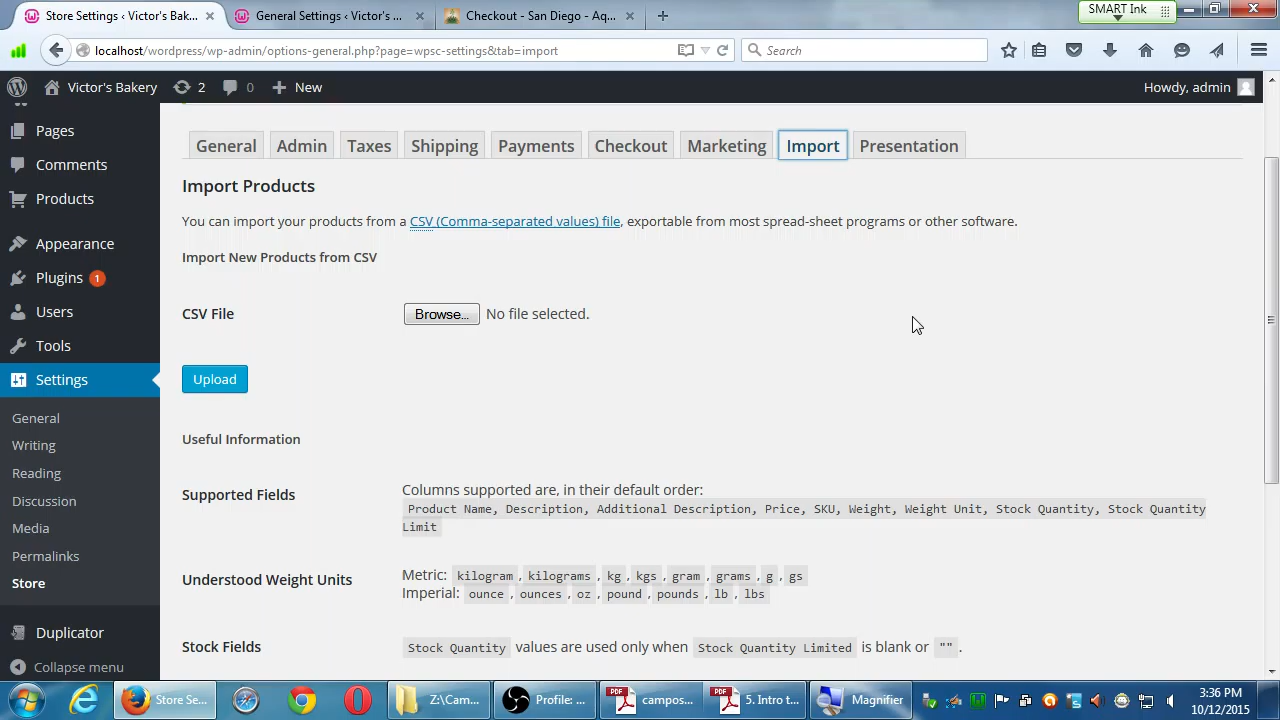 Store Settings ‹ Victor's Bak...
General Settings ‹ Victor's ...
Checkout - San Diego - Aq...
SMART Ink
localhost/wordpress/wp-admin/options-general.php?page=wpsc-settings&tab=import
Search
Victor's Bakery
2
0
New
Howdy, admin
Pages
Comments
Products
Appearance
Plugins 1
Users
Tools
Settings
General
Writing
Reading
Discussion
Media
Permalinks
Store
Duplicator
Collapse menu
General
Admin
Taxes
Shipping
Payments
Checkout
Marketing
Import
Presentation
Import Products
You can import your products from a CSV (Comma-separated values) file, exportable from most spread-sheet programs or other software.
Import New Products from CSV
CSV File
Browse...
No file selected.
Upload
Useful Information
Supported Fields
Columns supported are, in their default order:
Product Name, Description, Additional Description, Price, SKU, Weight, Weight Unit, Stock Quantity, Stock Quantity
Limit
Understood Weight Units
Metric: kilogram , kilograms , kg , kgs , gram , grams , g , gs
Imperial: ounce , ounces , oz , pound , pounds , lb , lbs
Stock Fields
Stock Quantity values are used only when Stock Quantity Limited is blank or "" .
Store Se...
Z:\Cam...
Profile: ...
PDF
campos...
PDF
5. Intro t...
Magnifier
3:36 PM
10/12/2015